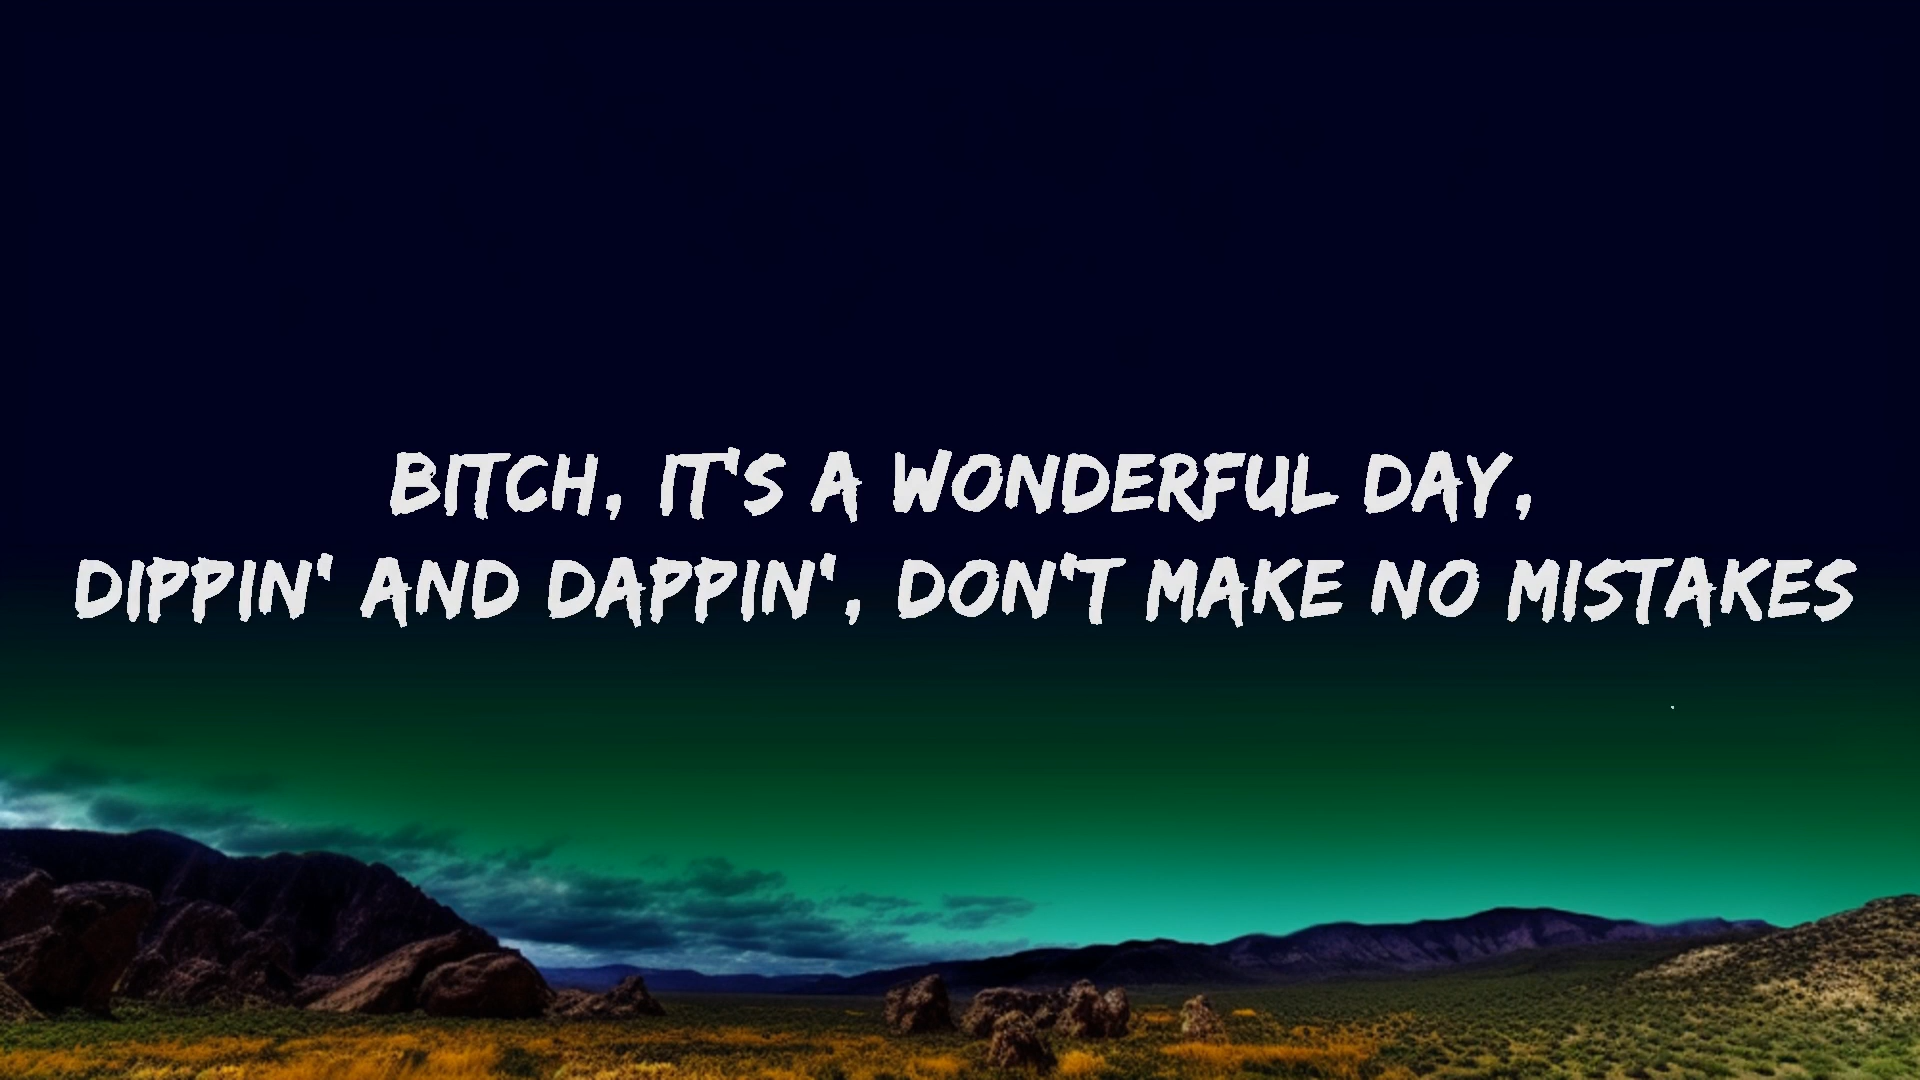 BITCH, IT'S A WONDERFUL DAY,
DIPPIN' AND DAPPIN', DON'T MAKE NO MISTAKES